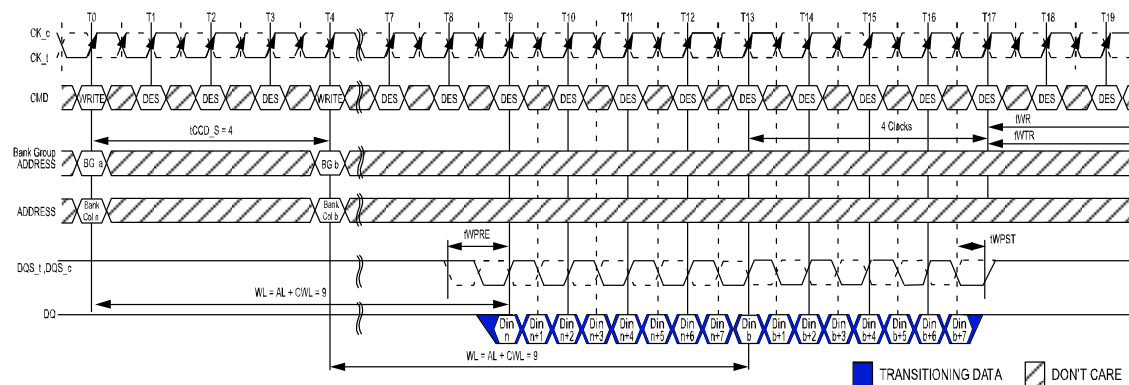 T0 T1 T2 T3 T4 T7 T8 T9 T10 T11 T12 T13 T14 T15 T16 T17 T18 T19
CK_c
CK_t
CMD WRITE DES DES DES WRITE DES DES DES DES DES DES DES DES DES DES DES DES DES
tCCD_S = 4 4 Clocks tWR
tWTR
Bank Group
ADDRESS BG a BG b
ADDRESS Bank
Col n Bank
Col b
tWPRE tWPST
DQS_t ,DQS_c
WL = AL + CWL = 9
DQ Din
n Din
n+1 Din
n+2 Din
n+3 Din
n+4 Din
n+5 Din
n+6 Din
n+7 Din
b Din
b+1 Din
b+2 Din
b+3 Din
b+4 Din
b+5 Din
b+6 Din
b+7
WL = AL + CWL = 9
TRANSITIONING DATA DON'T CARE